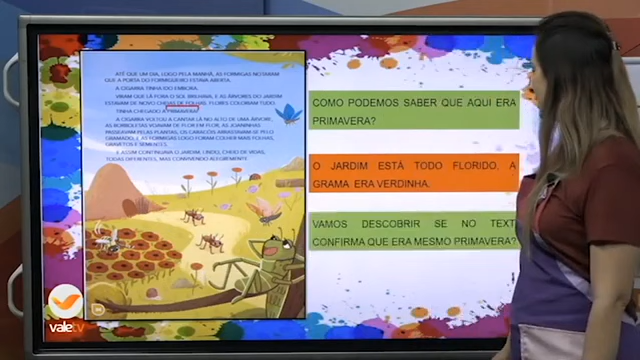 ATÉ QUE UM DIA, LOGO PELA MANHÃ, AS FORMIGAS NOTARAM
QUE A PORTA DO FORMIGUEIRO ESTAVA ABERTA.
A CIGARRA TINHA IDO EMBORA.
VIRAM QUE LÁ FORA O SOL BRILHAVA, E AS ÁRVORES DO JARDIM
ESTAVAM DE NOVO CHEIAS DE FOLHAS. FLORES COLORIAM TUDO.
TINHA CHEGADO A PRIMAVERA!
A CIGARRA VOLTOU A CANTAR LÁ NO ALTO DE UMA ÁRVORE,
AS BORBOLETAS VOAVAM DE FLOR EM FLOR, AS JOANINHAS
PASSEAVAM PELAS PLANTAS, OS CARACÓIS ARRASTAVAM-SE PELO
GRAMADO, E AS FORMIGAS LOGO FORAM COLHER MAIS FOLHAS,
GRAVETOS E SEMENTES.
E ASSIM CONTINUAVA O JARDIM, LINDO, CHEIO DE VIDAS,
TODAS DIFERENTES, MAS CONVIVENDO ALEGREMENTE.
COMO PODEMOS SABER QUE AQUI ERA
PRIMAVERA?
O JARDIM ESTÁ TODO FLORIDO. A
GRAMA ERA VERDINHA.
VAMOS DESCOBRIR SE NO TEXT
CONFIRMA QUE ERA MESMO PRIMAVERA?
valetv